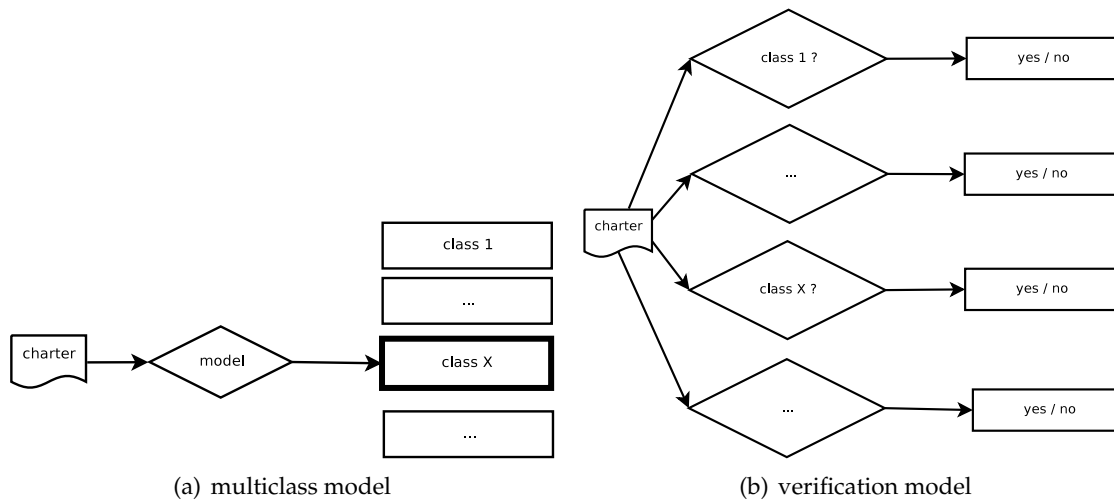 charter
model
class 1
...
class X
...
(a) multiclass model
charter
class 1 ?
yes / no
...
yes / no
class X ?
yes / no
...
yes / no
(b) verification model